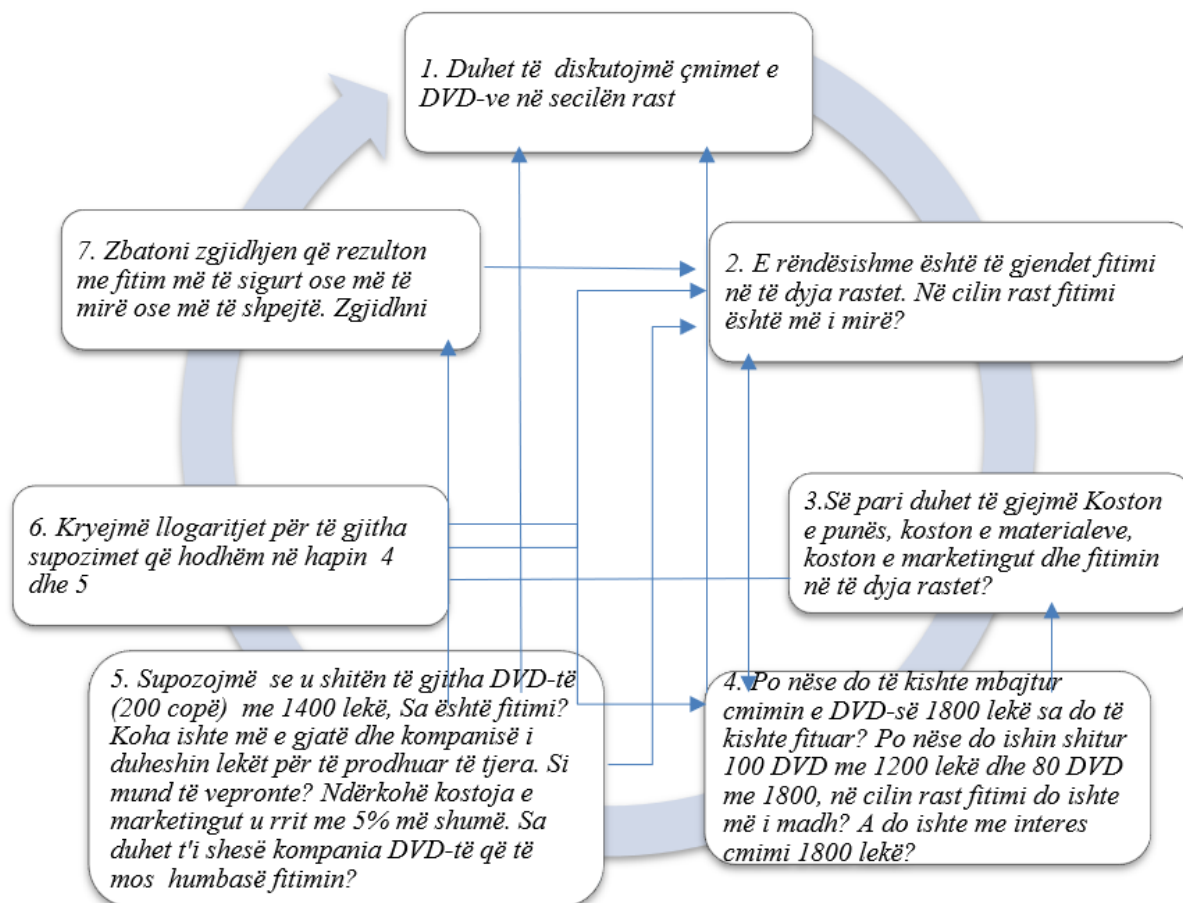 1. Duhet të diskutojmë çmimet e
DVD-ve në secilën rast
7. Zbatoni zgjidhjen që rezulton
me fitim më të sigurt ose më të
mirë ose më të shpejtë. Zgjidhni
2. E rëndësishme është të gjendet fitimi
në të dyja rastet. Në cilin rast fitimi
është më i mirë?
6. Kryejmë llogaritjet për të gjitha
supozimet që hodhëm në hapin 4
dhe 5
3.Së pari duhet të gjejmë Koston
e punës, koston e materialeve,
koston e marketingut dhe fitimin
në të dyja rastet?
5. Supozojmë se u shitën të gjitha DVD-të
(200 copë) me 1400 lekë, Sa është fitimi?
Koha ishte më e gjatë dhe kompanisë i
duheshin lekët për të prodhuar të tjera. Si
mund të vepronte? Ndërkohë kostoja e
marketingut u rrit me 5% më shumë. Sa
duhet t'i shesë kompania DVD-të që të
mos humbasë fitimin?
4. Po nëse do të kishte mbajtur
cmimin e DVD-së 1800 lekë sa do të
kishte fituar? Po nëse do ishin shitur
100 DVD me 1200 lekë dhe 80 DVD
me 1800, në cilin rast fitimi do ishte
më i madh? A do ishte me interes
cmimi 1800 lekë?